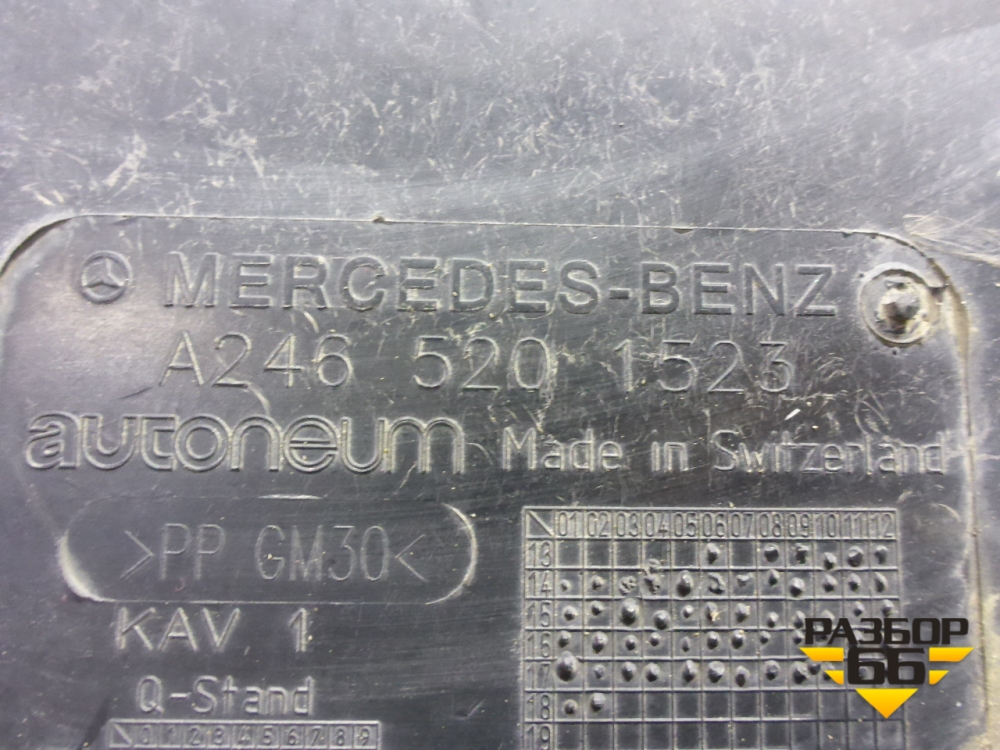 MERCEDES-BENZ
A246 520 1523
autoneum Made in Switzerland
>PP GM30<
KAV 1
Q-Stand
01 02 03 04 05 06 07 08 09 10 11 12
13
14
15
16
17
18
19
0 1 2 3 4 5 6 7 8 9
РАЗБОР
66